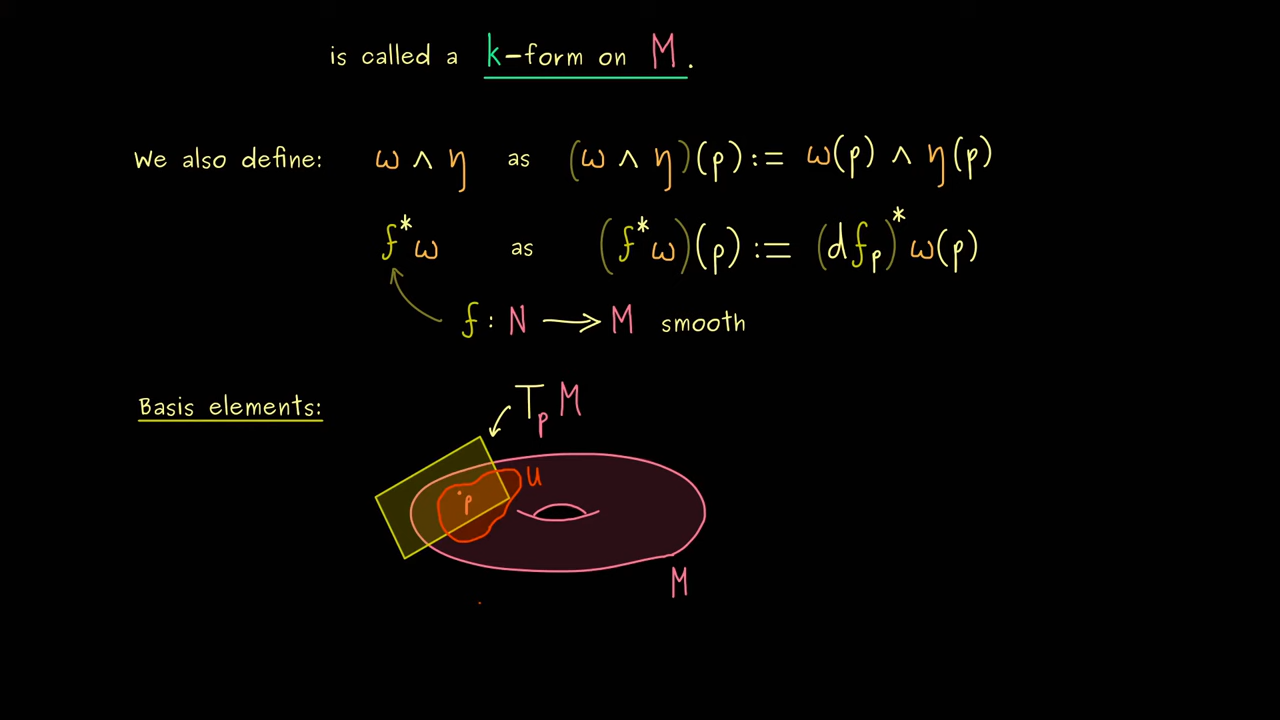 is called a k-form on M.
We also define: ω ∧ η as (ω ∧ η)(p) := ω(p) ∧ η(p)
f*ω as (f*ω)(p) := (df_p)*ω(p)
f : N ⟶ M smooth
Basis elements:
T_p M
U
p
M